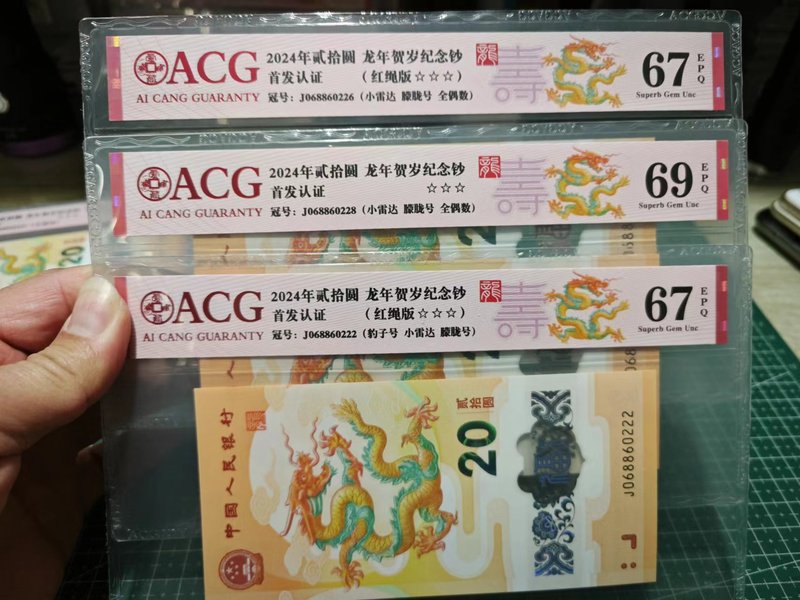 ACG
AI CANG GUARANTY
2024年贰拾圆 龙年贺岁纪念钞
首发认证 (红绳版☆☆☆)
冠号: J068860226 (小雷达 朦胧号 全偶数)
龍
67
EPQ
Superb Gem Unc
ACG
AI CANG GUARANTY
2024年贰拾圆 龙年贺岁纪念钞
首发认证 ☆☆☆
冠号: J068860228 (小雷达 朦胧号 全偶数)
龍
69
EPQ
Superb Gem Unc
ACG
AI CANG GUARANTY
2024年贰拾圆 龙年贺岁纪念钞
首发认证 (红绳版☆☆☆)
冠号: J068860222 (豹子号 小雷达 朦胧号)
龍
67
EPQ
Superb Gem Unc
中国人民银行
贰拾圆
20
J068860222
20